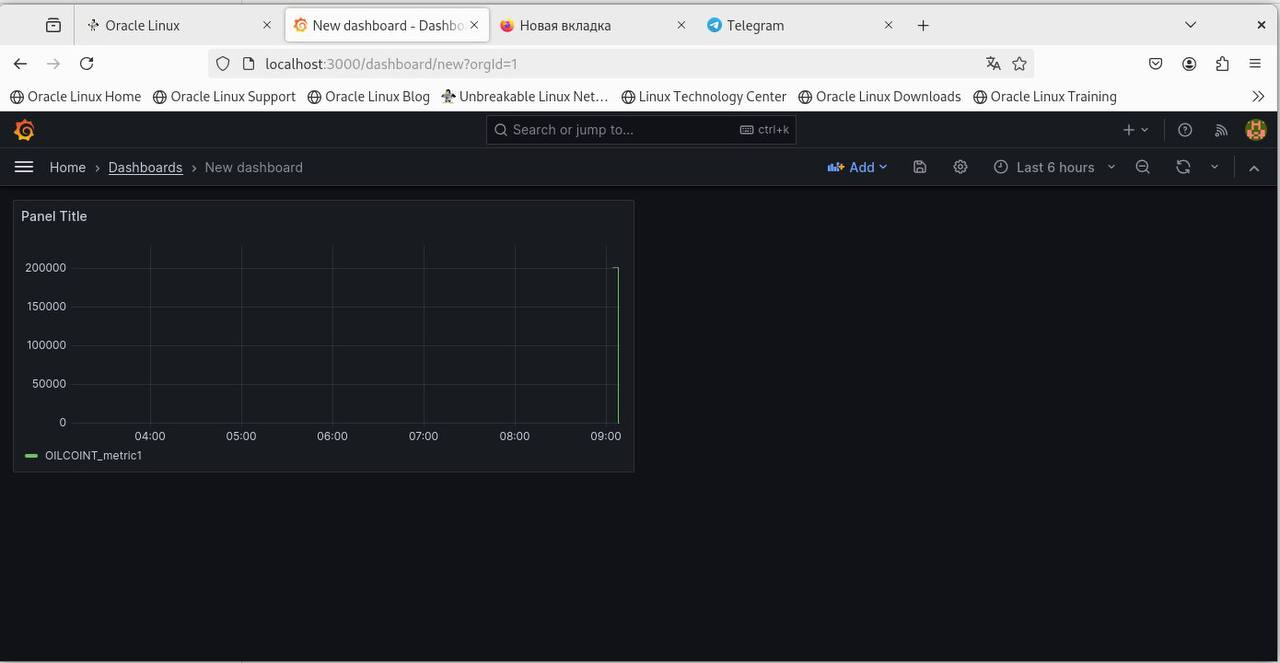 Oracle Linux
New dashboard - Dashbo
Новая вкладка
Telegram
localhost:3000/dashboard/new?orgId=1
Oracle Linux Home
Oracle Linux Support
Oracle Linux Blog
Unbreakable Linux Net...
Linux Technology Center
Oracle Linux Downloads
Oracle Linux Training
Search or jump to...
ctrl+k
Home
Dashboards
New dashboard
Add
Last 6 hours
Panel Title
200000
150000
100000
50000
0
04:00
05:00
06:00
07:00
08:00
09:00
OILCOINT_metric1